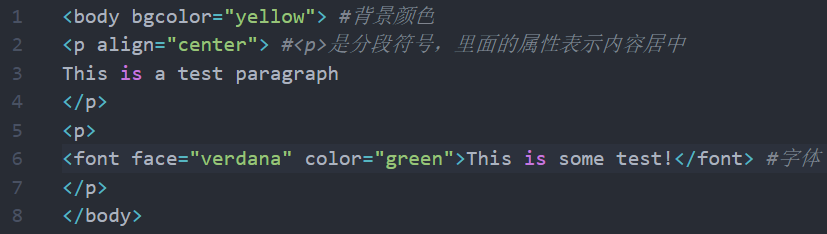 1 <body bgcolor="yellow"> #背景颜色
2 <p align="center"> #<p>是分段符号，里面的属性表示内容居中
3 This is a test paragraph
4 </p>
5 <p>
6 <font face="verdana" color="green">This is some test!</font> #字体
7 </p>
8 </body>